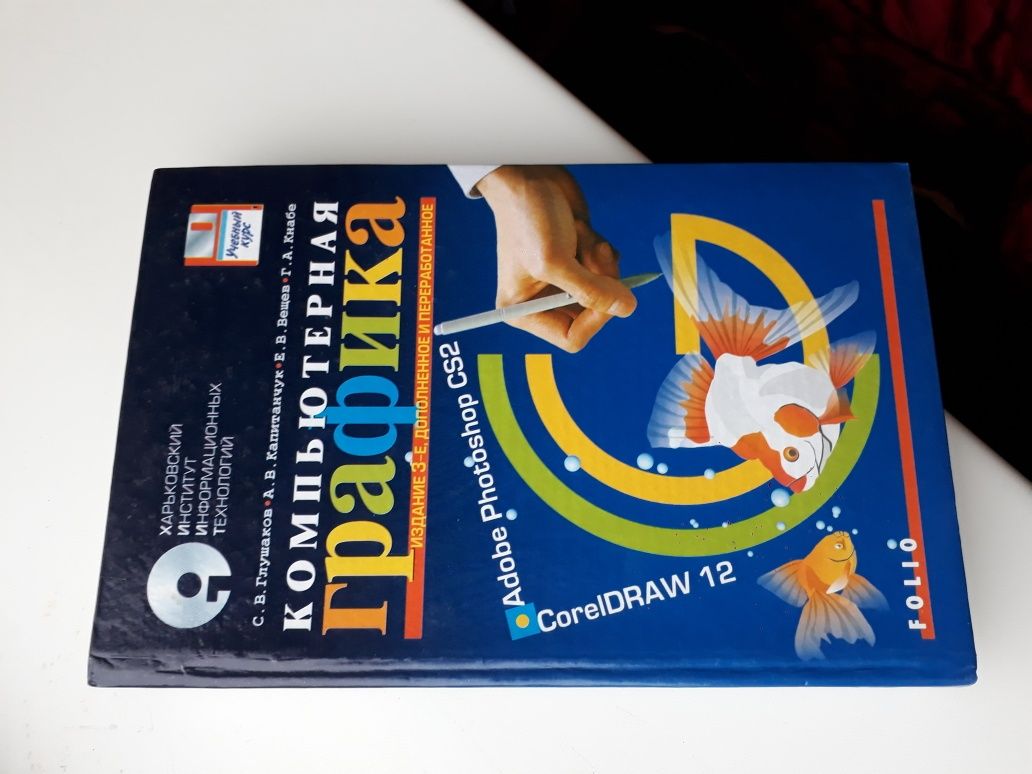 ХАРЬКОВСКИЙ
ИНСТИТУТ
ИНФОРМАЦИОННЫХ
ТЕХНОЛОГИЙ
Учебный
курс
С. В. Глушаков • А. В. Капитанчук • Е. В. Вещев • Г. А. Кнабе
КОМПЬЮТЕРНАЯ
графика
ИЗДАНИЕ 3-Е, ДОПОЛНЕННОЕ И ПЕРЕРАБОТАННОЕ
Adobe Photoshop CS2
CorelDRAW 12
FOLIO